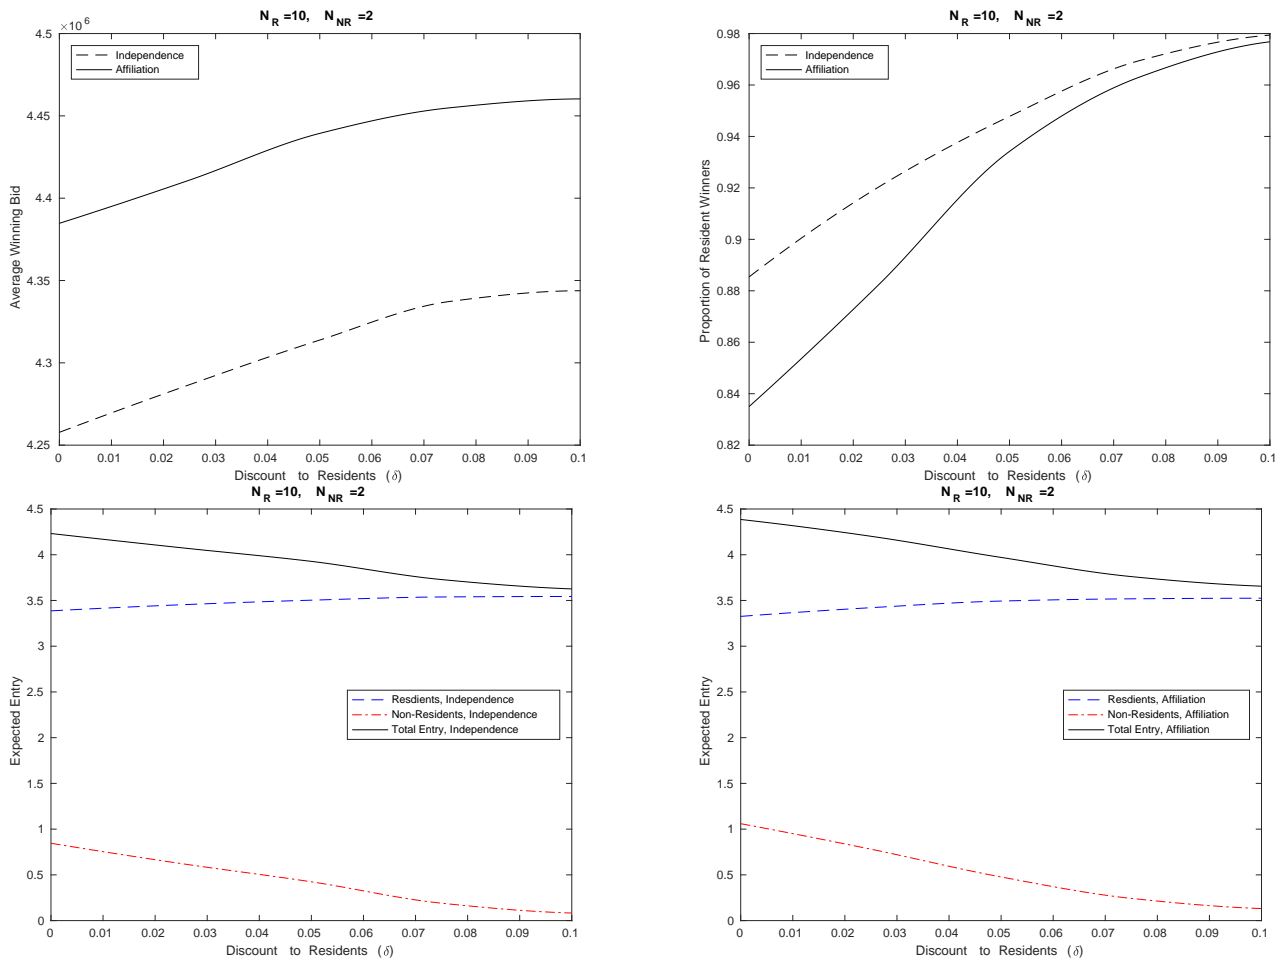 N R =10, N NR =2
×10 6
4.5
4.45
4.4
4.35
4.3
4.25
Average Winning Bid
Independence
Affiliation
0 0.01 0.02 0.03 0.04 0.05 0.06 0.07 0.08 0.09 0.1
Discount to Residents (δ)
N R =10, N NR =2
0.98
0.96
0.94
0.92
0.9
0.88
0.86
0.84
0.82
Proportion of Resident Winners
Independence
Affiliation
0 0.01 0.02 0.03 0.04 0.05 0.06 0.07 0.08 0.09 0.1
Discount to Residents (δ)
N R =10, N NR =2
4.5
4
3.5
3
2.5
2
1.5
1
0.5
0
Expected Entry
Resdients, Independence
Non-Residents, Independence
Total Entry, Independence
0 0.01 0.02 0.03 0.04 0.05 0.06 0.07 0.08 0.09 0.1
Discount to Residents (δ)
N R =10, N NR =2
4.5
4
3.5
3
2.5
2
1.5
1
0.5
0
Expected Entry
Resdients, Affiliation
Non-Residents, Affiliation
Total Entry, Affiliation
0 0.01 0.02 0.03 0.04 0.05 0.06 0.07 0.08 0.09 0.1
Discount to Residents (δ)